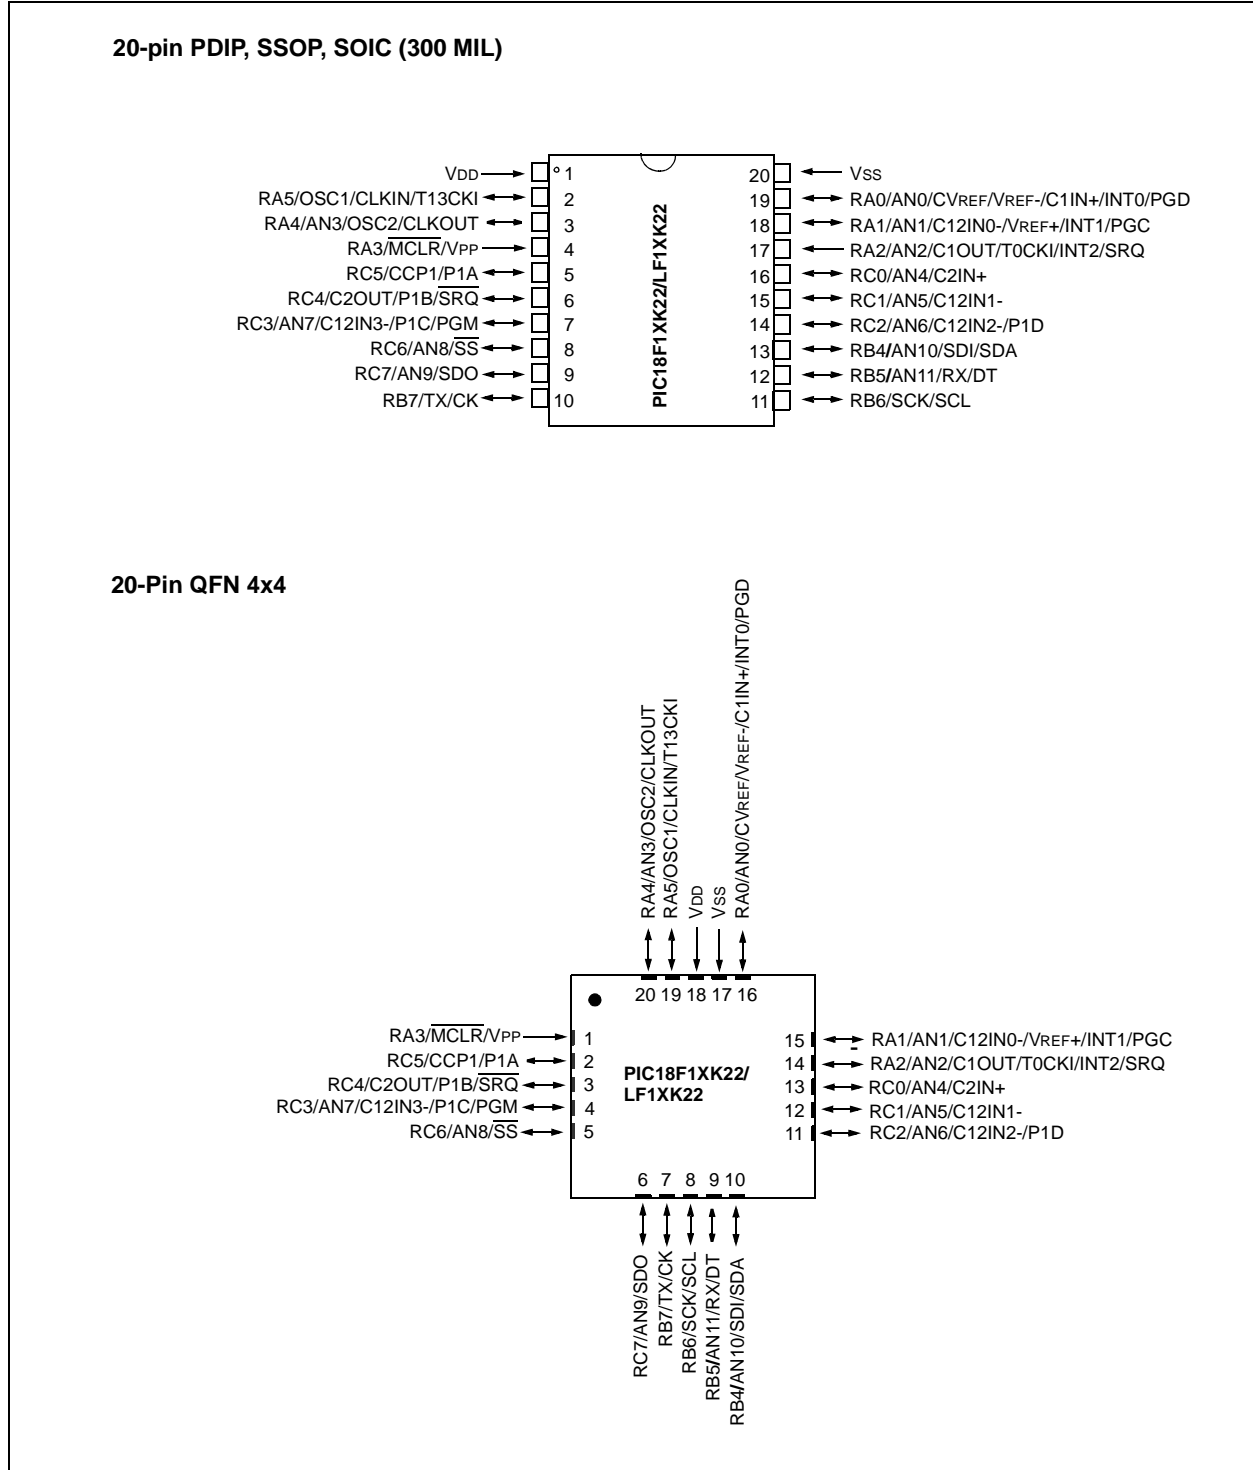 20-pin PDIP, SSOP, SOIC (300 MIL)
VDD
RA5/OSC1/CLKIN/T13CKI
RA4/AN3/OSC2/CLKOUT
RA3/MCLR/VPP
RC5/CCP1/P1A
RC4/C2OUT/P1B/SRQ
RC3/AN7/C12IN3-/P1C/PGM
RC6/AN8/SS
RC7/AN9/SDO
RB7/TX/CK
1
2
3
4
5
6
7
8
9
10
PIC18F1XK22/LF1XK22
20
19
18
17
16
15
14
13
12
11
VSS
RA0/AN0/CVREF/VREF-/C1IN+/INT0/PGD
RA1/AN1/C12IN0-/VREF+/INT1/PGC
RA2/AN2/C1OUT/T0CKI/INT2/SRQ
RC0/AN4/C2IN+
RC1/AN5/C12IN1-
RC2/AN6/C12IN2-/P1D
RB4/AN10/SDI/SDA
RB5/AN11/RX/DT
RB6/SCK/SCL
20-Pin QFN 4x4
RA4/AN3/OSC2/CLKOUT
RA5/OSC1/CLKIN/T13CKI
VDD
VSS
RA0/AN0/CVREF/VREF-/C1IN+/INT0/PGD
20 19 18 17 16
RA3/MCLR/VPP
RC5/CCP1/P1A
RC4/C2OUT/P1B/SRQ
RC3/AN7/C12IN3-/P1C/PGM
RC6/AN8/SS
1
2
3
4
5
PIC18F1XK22/
LF1XK22
15
14
13
12
11
RA1/AN1/C12IN0-/VREF+/INT1/PGC
RA2/AN2/C1OUT/T0CKI/INT2/SRQ
RC0/AN4/C2IN+
RC1/AN5/C12IN1-
RC2/AN6/C12IN2-/P1D
6 7 8 9 10
RC7/AN9/SDO
RB7/TX/CK
RB6/SCK/SCL
RB5/AN11/RX/DT
RB4/AN10/SDI/SDA